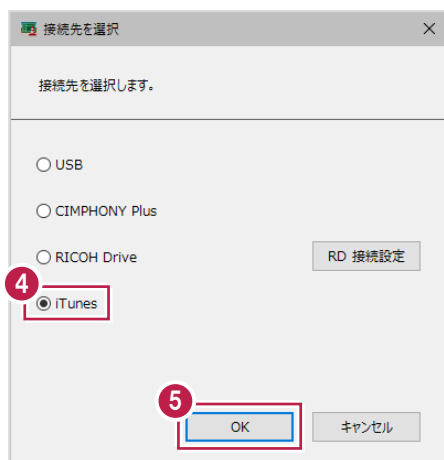 接続先を選択
接続先を選択します。
USB
CIMPHONY Plus
RICOH Drive
RD 接続設定
4
iTunes
5
OK
キャンセル